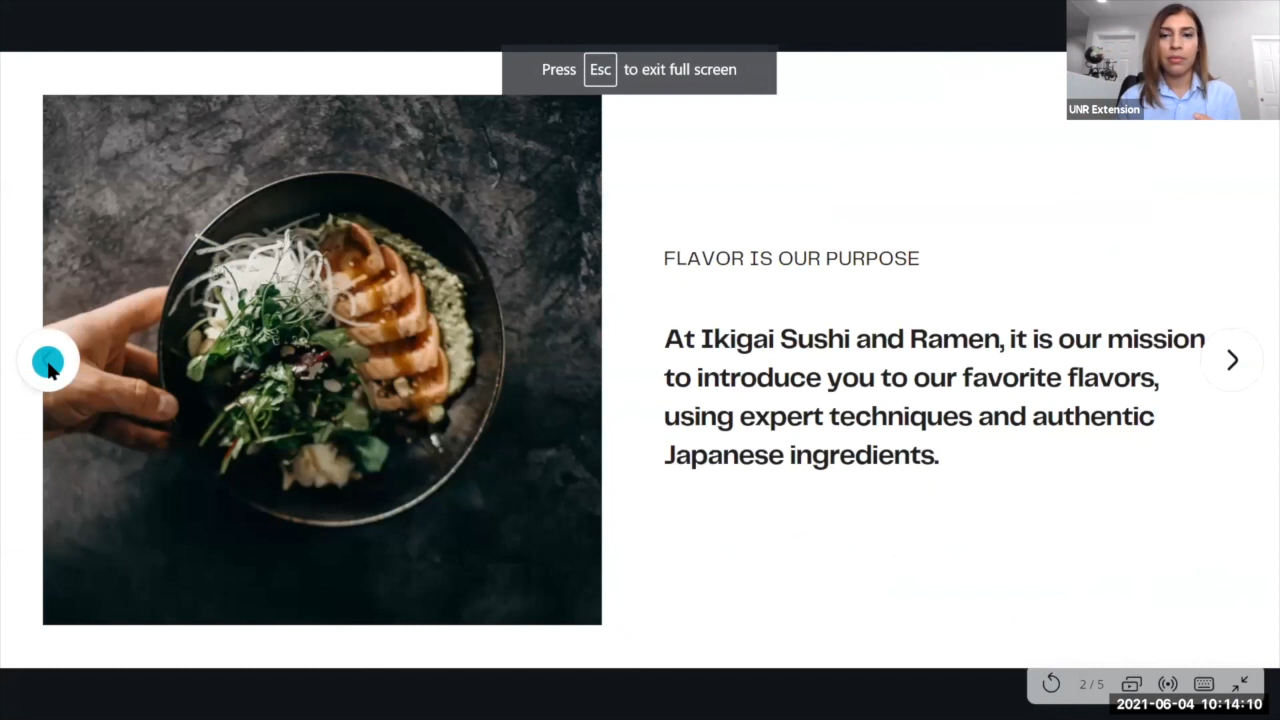 Press Esc to exit full screen
UNR Extension
FLAVOR IS OUR PURPOSE
At Ikigai Sushi and Ramen, it is our mission
to introduce you to our favorite flavors,
using expert techniques and authentic
Japanese ingredients.
2 / 5
2021-06-04 10:14:10